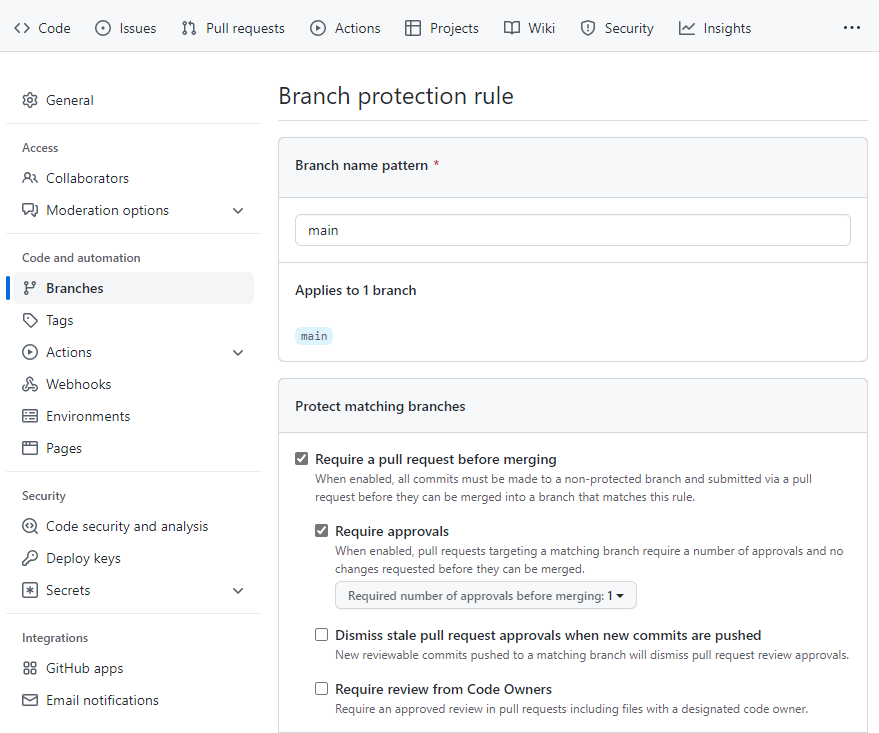 Code Issues Pull requests Actions Projects Wiki Security Insights
General
Access
Collaborators
Moderation options
Code and automation
Branches
Tags
Actions
Webhooks
Environments
Pages
Security
Code security and analysis
Deploy keys
Secrets
Integrations
GitHub apps
Email notifications
Branch protection rule
Branch name pattern *
main
Applies to 1 branch
main
Protect matching branches
Require a pull request before merging
When enabled, all commits must be made to a non-protected branch and submitted via a pull
request before they can be merged into a branch that matches this rule.
Require approvals
When enabled, pull requests targeting a matching branch require a number of approvals and no
changes requested before they can be merged.
Required number of approvals before merging: 1
Dismiss stale pull request approvals when new commits are pushed
New reviewable commits pushed to a matching branch will dismiss pull request review approvals.
Require review from Code Owners
Require an approved review in pull requests including files with a designated code owner.